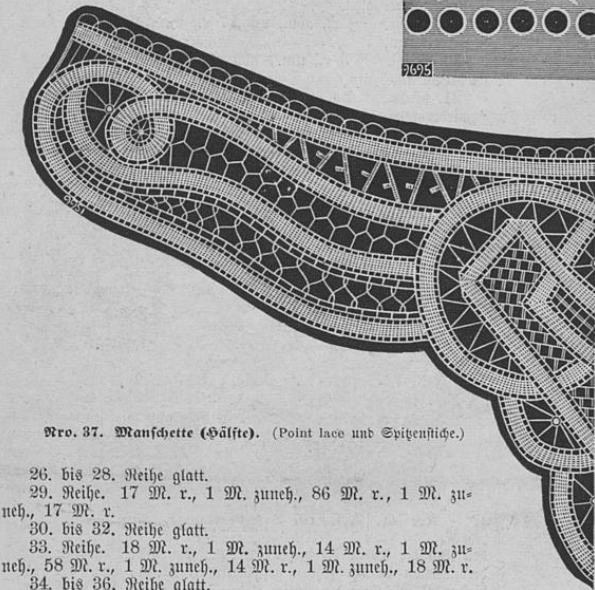 9695
Nro. 37. Manschette (Hälfte). (Point lace und Spitzenstiche.)
26. bis 28. Reihe glatt.
29. Reihe. 17 M. r., 1 M. zuneh., 86 M. r., 1 M. zu-
neh., 17 M. r.
30. bis 32. Reihe glatt.
33. Reihe. 18 M. r., 1 M. zuneh., 14 M. r., 1 M. zu-
neh., 58 M. r., 1 M. zuneh., 14 M. r., 1 M. zuneh., 18 M. r.
34. bis 36. Reihe glatt.